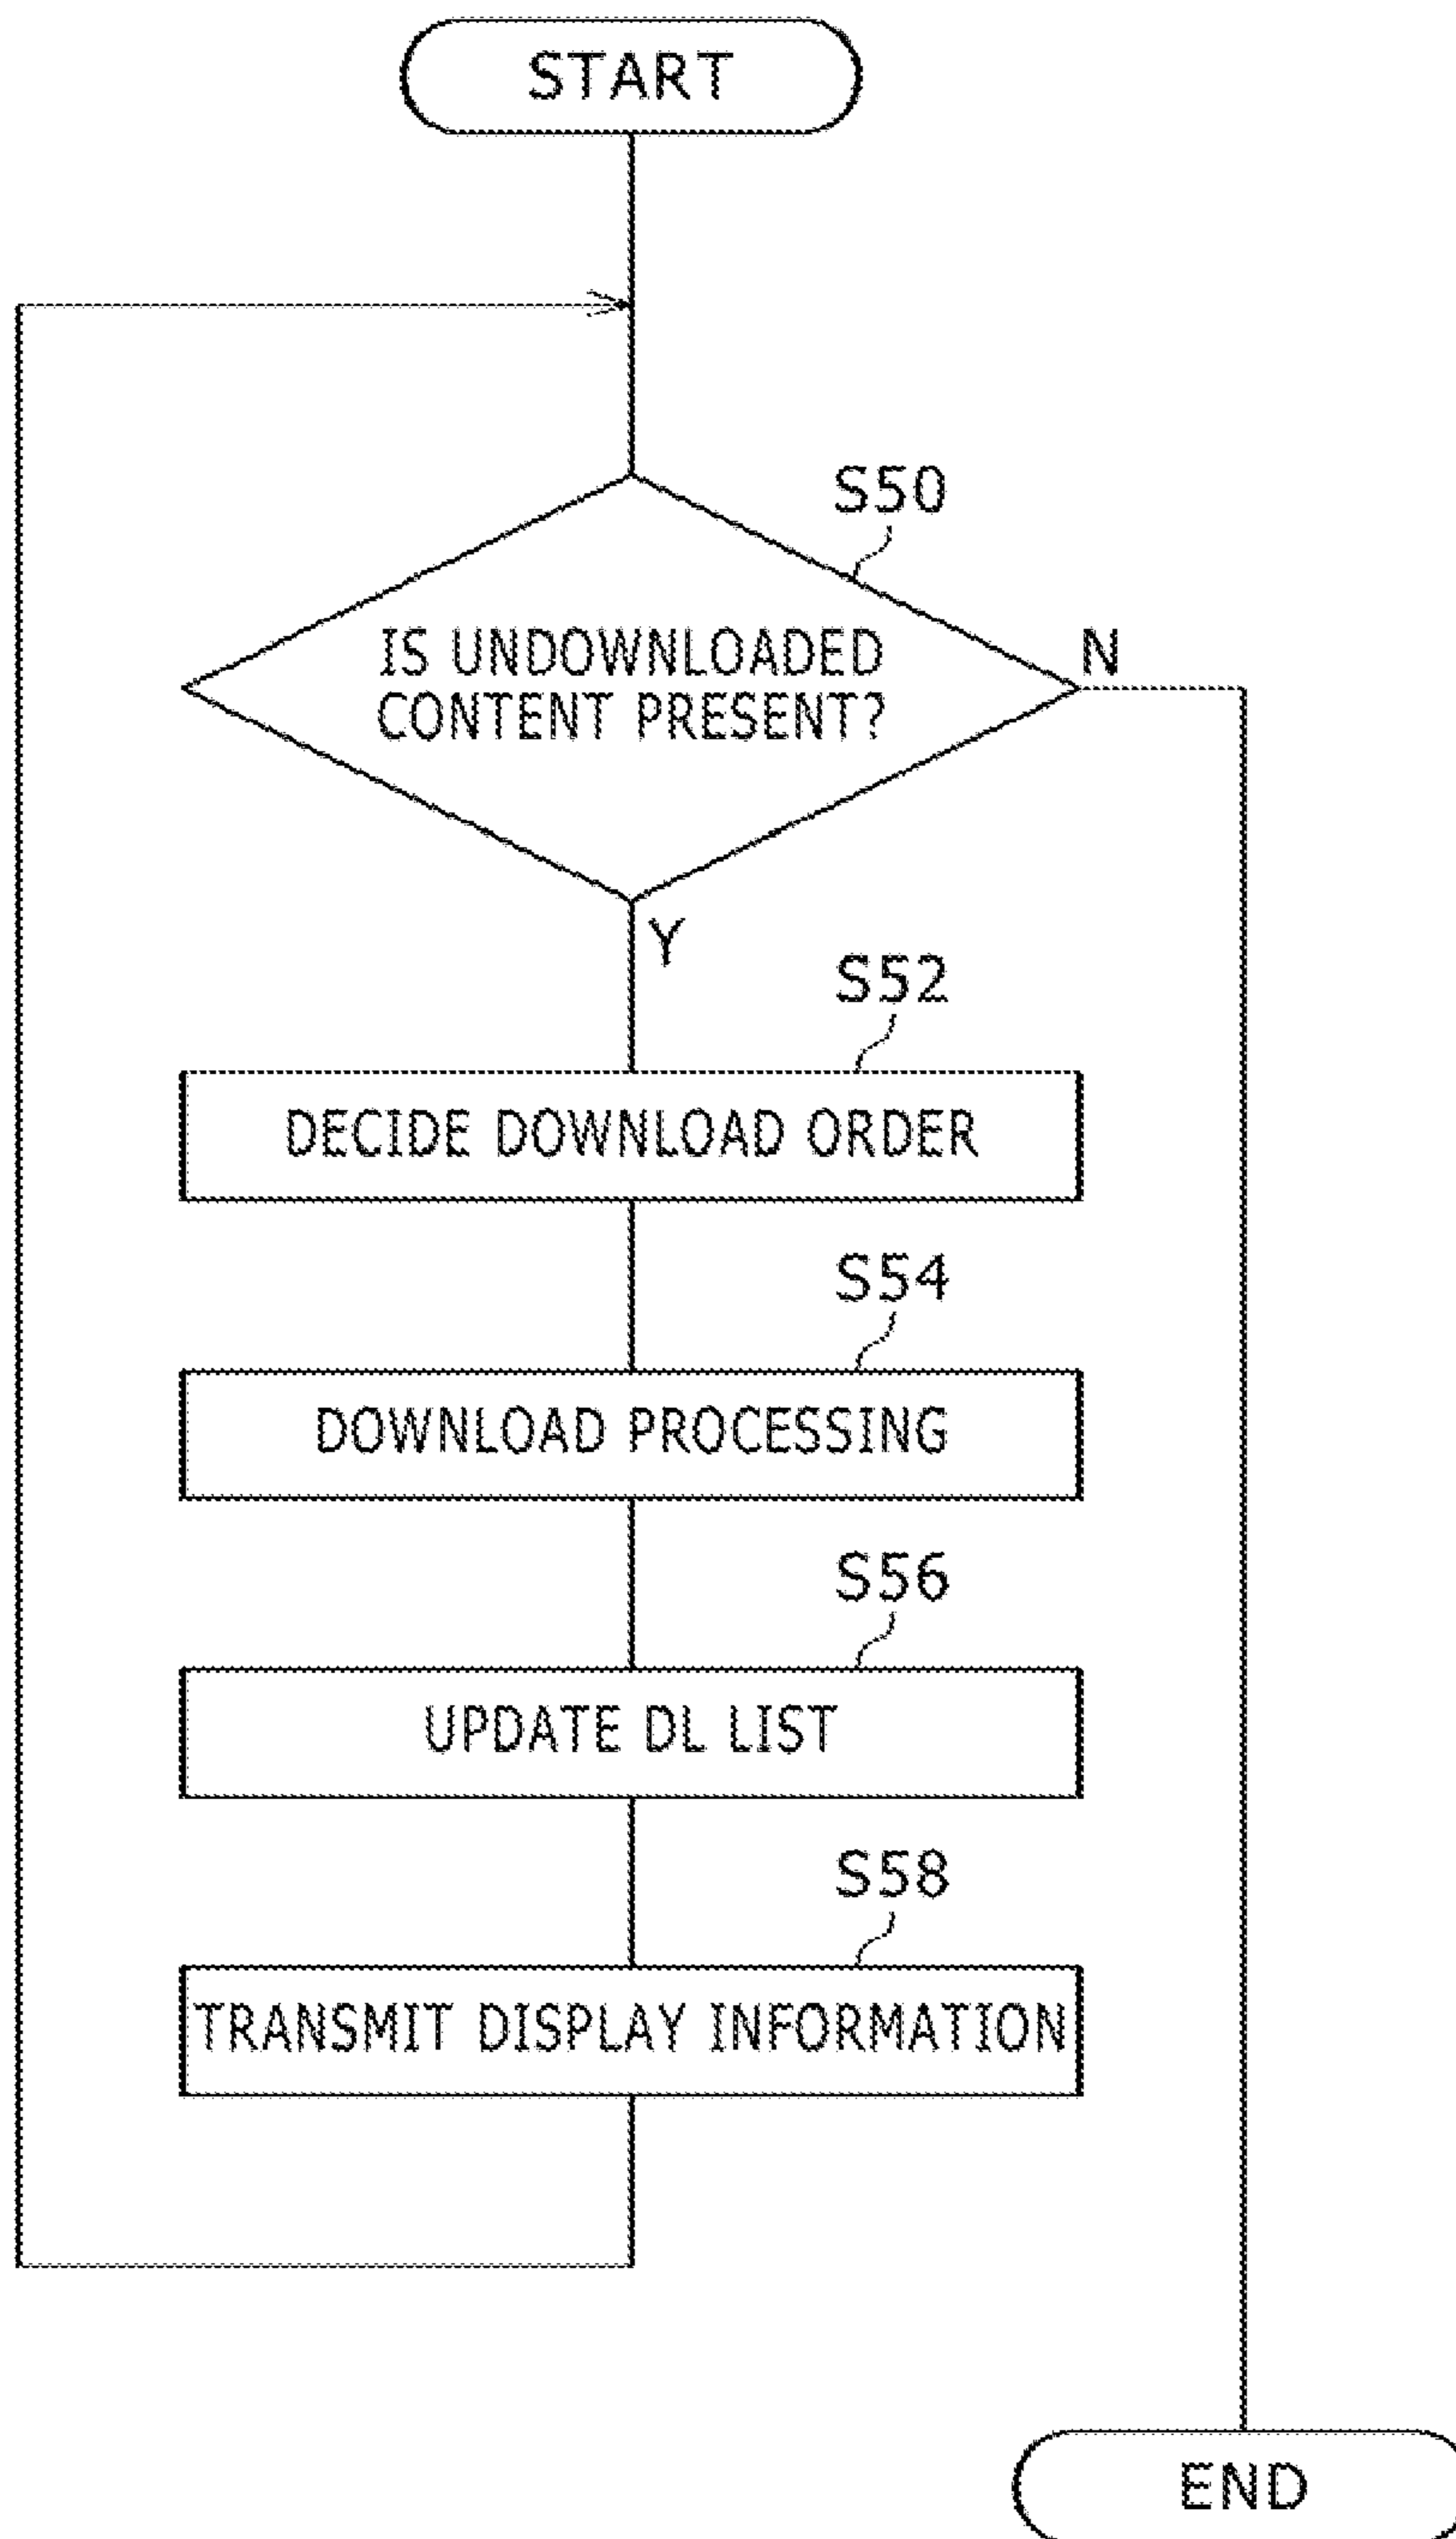 START
S50
IS UNDOWNLOADED
CONTENT PRESENT?
N
Y
S52
DECIDE DOWNLOAD ORDER
S54
DOWNLOAD PROCESSING
S56
UPDATE DL LIST
S58
TRANSMIT DISPLAY INFORMATION
END